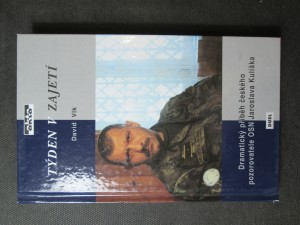 TÝDEN V ZAJETÍ
David Vlk
Dramatický příběh českého
pozorovatele OSN Jaroslava Kulíška